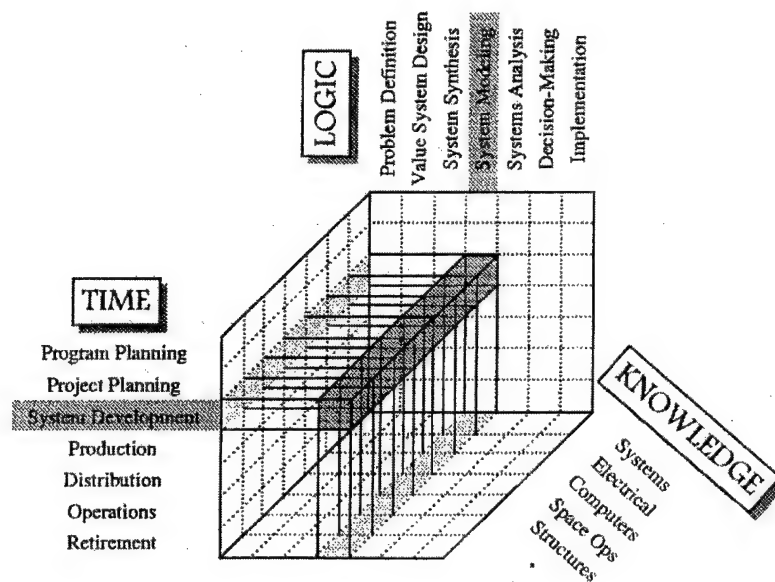 LOGIC
Problem Definition
Value System Design
System Synthesis
System Modeling
Systems Analysis
Decision-Making
Implementation
TIME
Program Planning
Project Planning
System Development
Production
Distribution
Operations
Retirement
KNOWLEDGE
Systems
Electrical
Computers
Space Ops
Structures